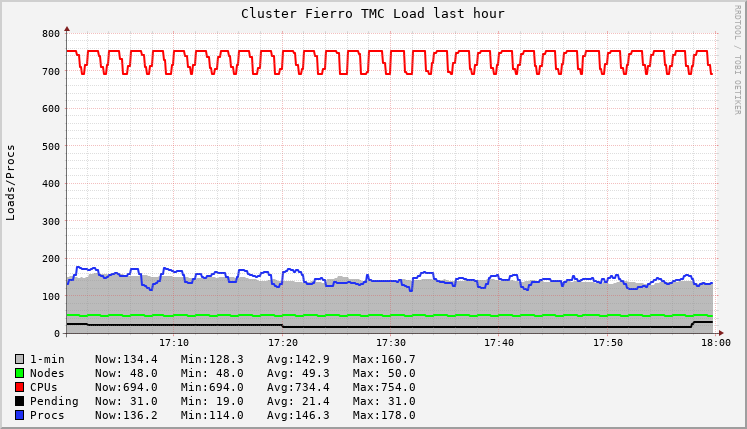 Cluster Fierro TMC Load last hour
RRDTOOL / TOBI OETIKER
Loads/Procs
800
700
600
500
400
300
200
100
0
17:10 17:20 17:30 17:40 17:50 18:00
1-min Now:134.4 Min:128.3 Avg:142.9 Max:160.7
Nodes Now: 48.0 Min: 48.0 Avg: 49.3 Max: 50.0
CPUs Now:694.0 Min:694.0 Avg:734.4 Max:754.0
Pending Now: 31.0 Min: 19.0 Avg: 21.4 Max: 31.0
Procs Now:136.2 Min:114.0 Avg:146.3 Max:178.0